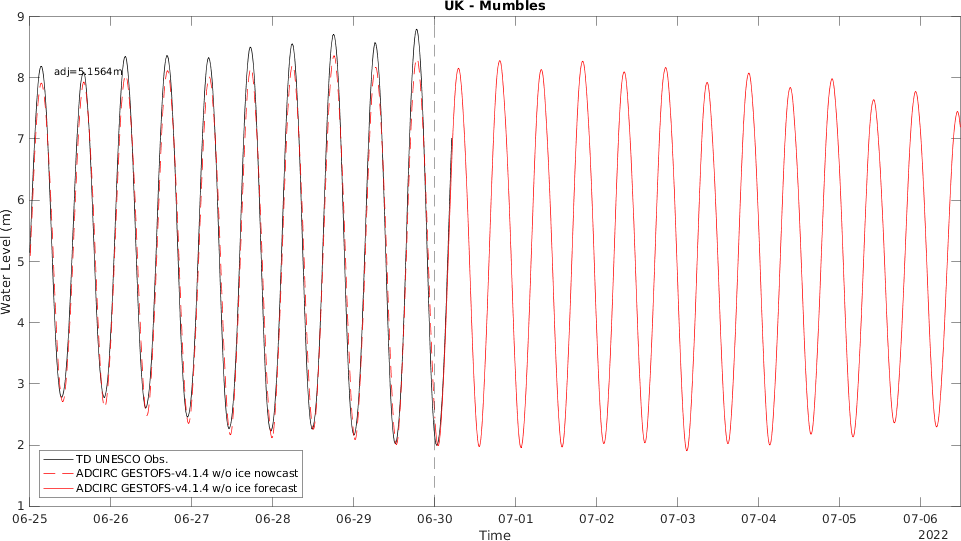 UK - Mumbles
9
8
7
6
5
4
3
2
1
Water Level (m)
adj=5.1564m
TD UNESCO Obs.
ADCIRC GESTOFS-v4.1.4 w/o ice nowcast
ADCIRC GESTOFS-v4.1.4 w/o ice forecast
06-25 06-26 06-27 06-28 06-29 06-30 07-01 07-02 07-03 07-04 07-05 07-06
Time
2022